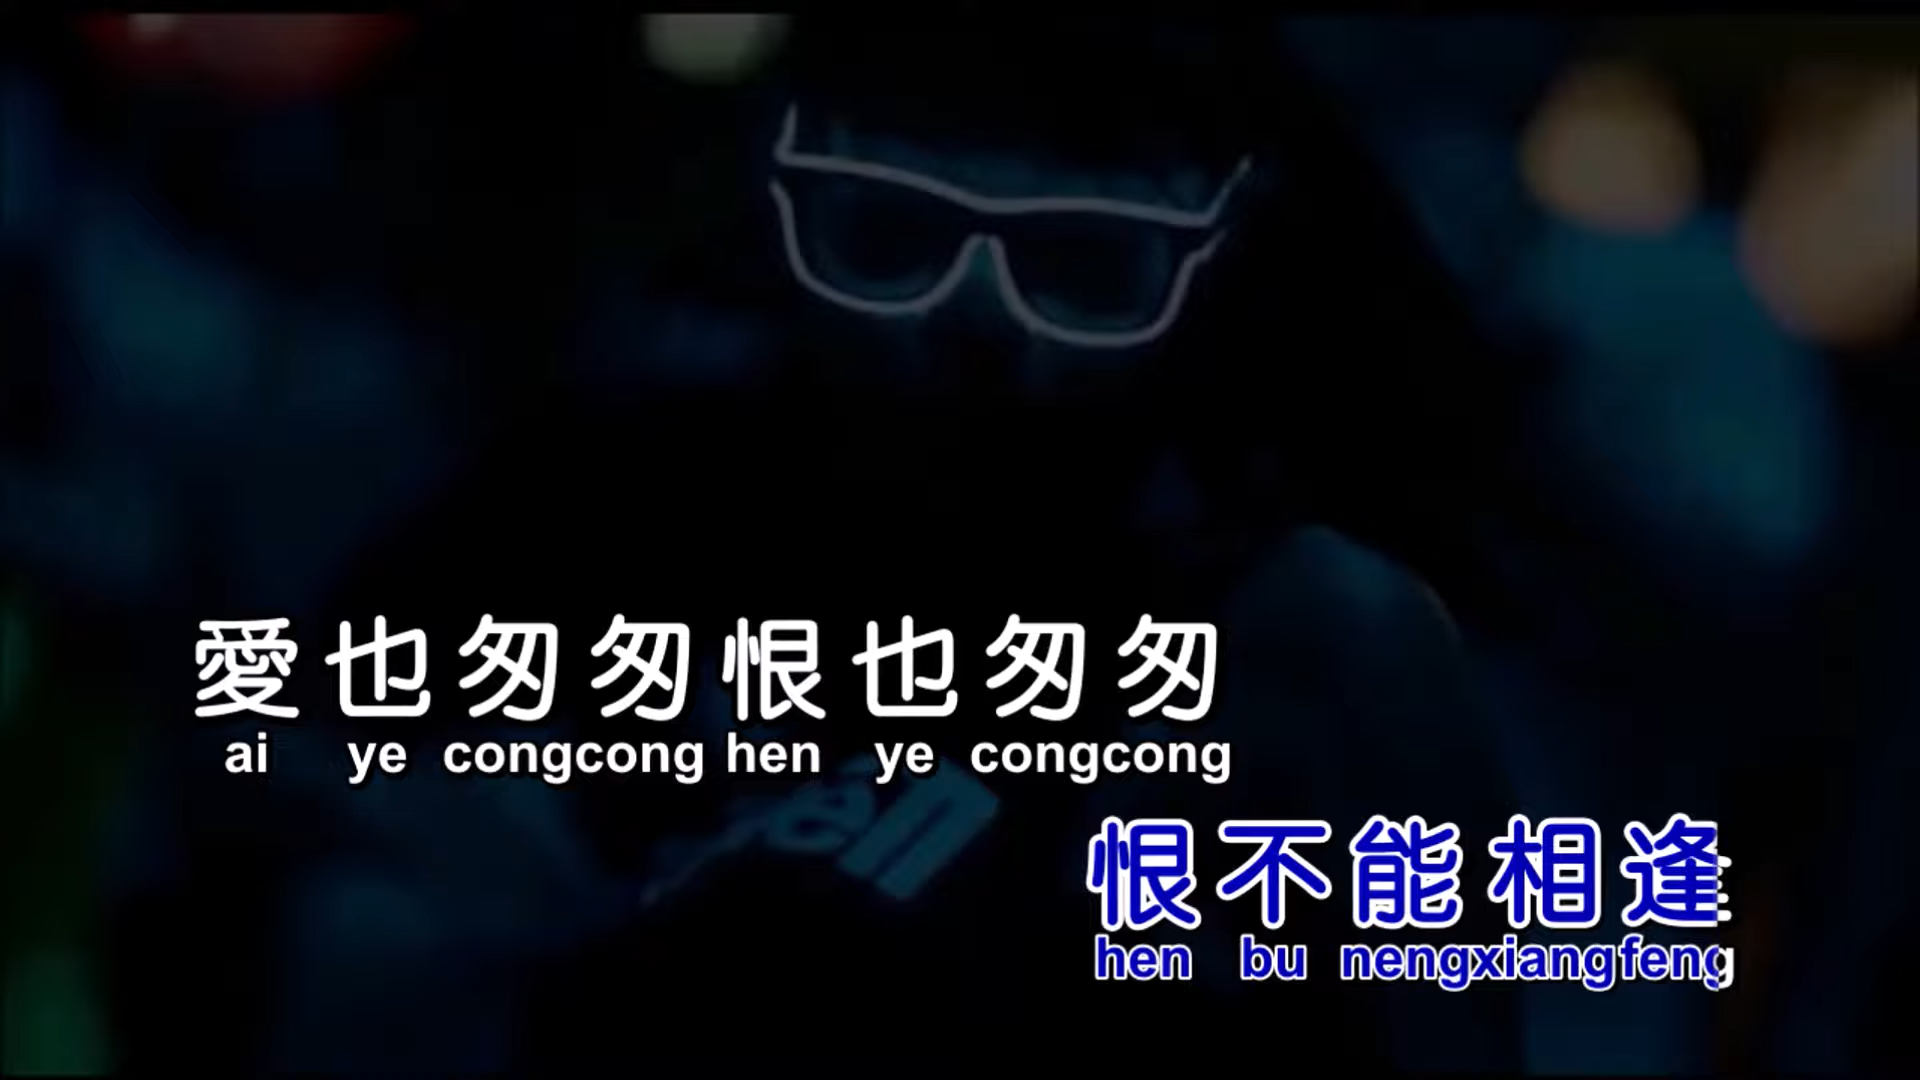 愛也匆匆恨也匆匆
ai ye congcong hen ye congcong
恨不能相逢
hen bu nengxiangfeng